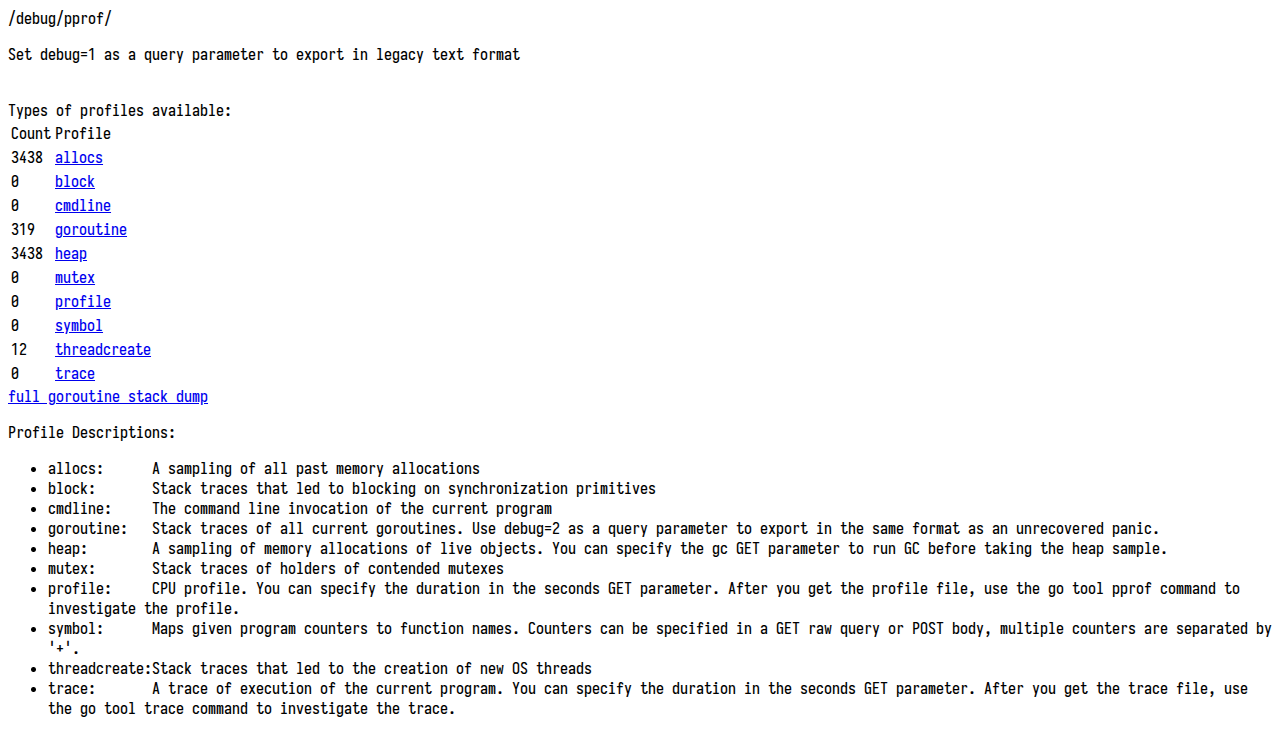 /debug/pprof/
Set debug=1 as a query parameter to export in legacy text format
Types of profiles available:
Count Profile
3438 allocs
0 block
0 cmdline
319 goroutine
3438 heap
0 mutex
0 profile
0 symbol
12 threadcreate
0 trace
full goroutine stack dump
Profile Descriptions:
• allocs: A sampling of all past memory allocations
• block: Stack traces that led to blocking on synchronization primitives
• cmdline: The command line invocation of the current program
• goroutine: Stack traces of all current goroutines. Use debug=2 as a query parameter to export in the same format as an unrecovered panic.
• heap: A sampling of memory allocations of live objects. You can specify the gc GET parameter to run GC before taking the heap sample.
• mutex: Stack traces of holders of contended mutexes
• profile: CPU profile. You can specify the duration in the seconds GET parameter. After you get the profile file, use the go tool pprof command to
investigate the profile.
• symbol: Maps given program counters to function names. Counters can be specified in a GET raw query or POST body, multiple counters are separated by
'+'.
• threadcreate:Stack traces that led to the creation of new OS threads
• trace: A trace of execution of the current program. You can specify the duration in the seconds GET parameter. After you get the trace file, use
the go tool trace command to investigate the trace.